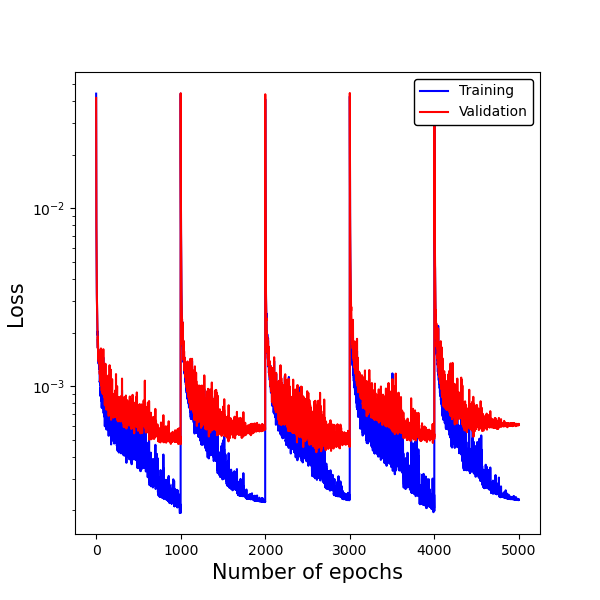 Training
Validation
10⁻²
10⁻³
Loss
0 1000 2000 3000 4000 5000
Number of epochs